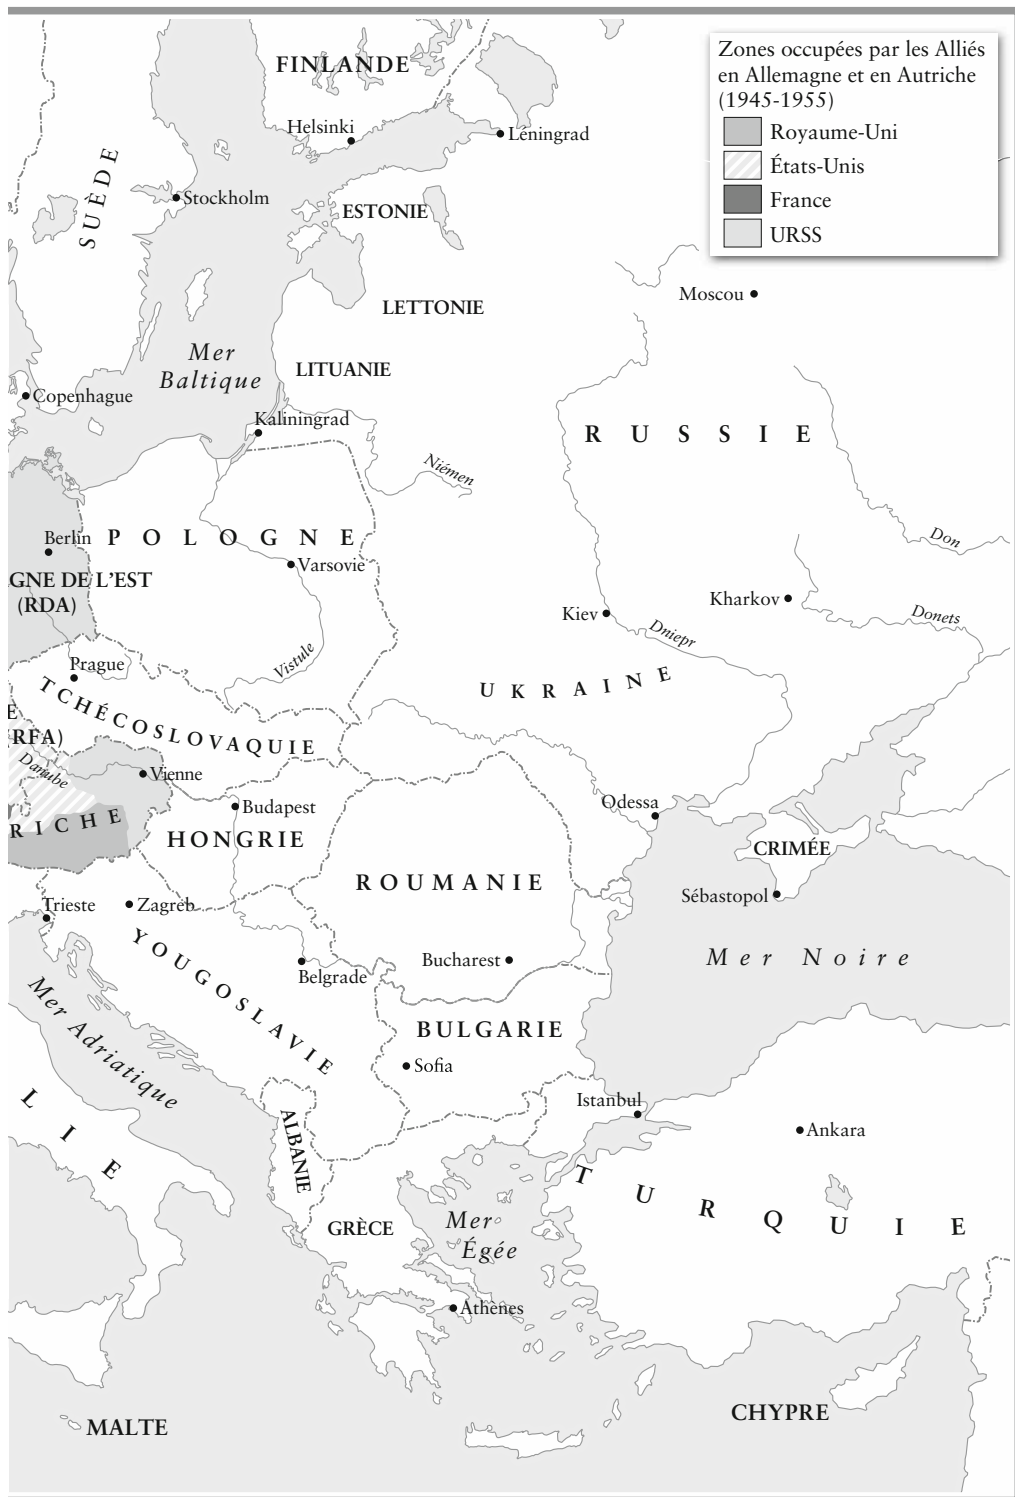 Zones occupées par les Alliés
en Allemagne et en Autriche
(1945-1955)
Royaume-Uni
États-Unis
France
URSS
FINLANDE
Helsinki
Léningrad
SUÈDE
Stockholm
ESTONIE
Moscou
LETTONIE
Mer
Baltique
LITUANIE
Copenhague
Kaliningrad
RUSSIE
Niémen
Don
Berlin
POLOGNE
Varsovie
GNE DE L'EST
(RDA)
Kiev
Kharkov
Dniepr
Donets
Prague
Vistule
UKRAINE
TCHÉCOSLOVAQUIE
E
RFA)
Danube
Vienne
Budapest
Odessa
RICHE
HONGRIE
CRIMÉE
ROUMANIE
Sébastopol
Trieste
Zagreb
YOUGOSLAVIE
Belgrade
Bucharest
Mer Noire
Mer Adriatique
BULGARIE
Sofia
LIE
Istanbul
Ankara
ALBANIE
TURQUIE
GRÈCE
Mer
Égée
Athènes
MALTE
CHYPRE